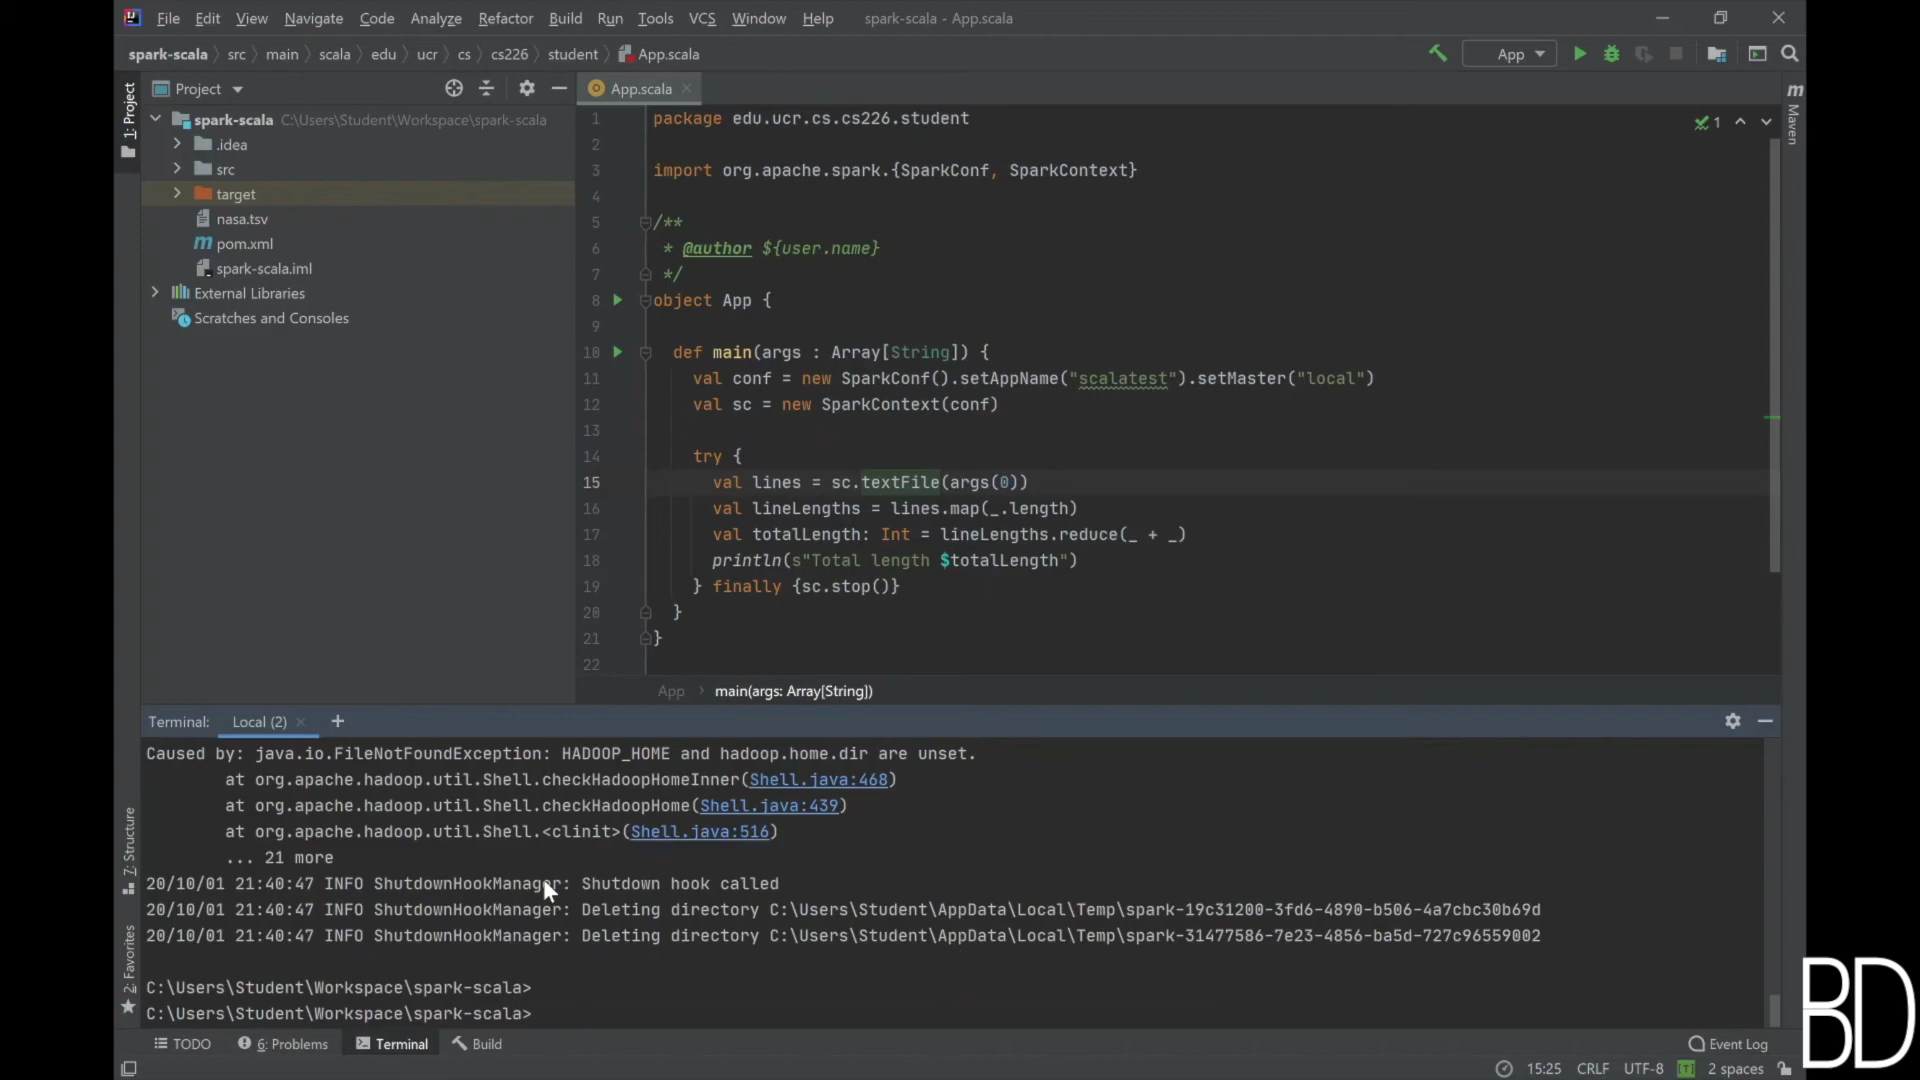 File Edit View Navigate Code Analyze Refactor Build Run Tools VCS Window Help spark-scala - App.scala
spark-scala src main scala edu ucr cs cs226 student App.scala
App
Project
App.scala
1: Project
spark-scala C:\Users\Student\Workspace\spark-scala
.idea
src
target
nasa.tsv
pom.xml
spark-scala.iml
External Libraries
Scratches and Consoles
1 package edu.ucr.cs.cs226.student
2
3 import org.apache.spark.{SparkConf, SparkContext}
4
5 /**
6 * @author ${user.name}
7 */
8 object App {
9
10 def main(args : Array[String]) {
11 val conf = new SparkConf().setAppName("scalatest").setMaster("local")
12 val sc = new SparkContext(conf)
13
14 try {
15 val lines = sc.textFile(args(0))
16 val lineLengths = lines.map(_.length)
17 val totalLength: Int = lineLengths.reduce(_ + _)
18 println(s"Total length $totalLength")
19 } finally {sc.stop()}
20 }
21 }
22
1
m Maven
App main(args: Array[String])
Terminal: Local (2)
Caused by: java.io.FileNotFoundException: HADOOP_HOME and hadoop.home.dir are unset.
at org.apache.hadoop.util.Shell.checkHadoopHomeInner(Shell.java:468)
at org.apache.hadoop.util.Shell.checkHadoopHome(Shell.java:439)
at org.apache.hadoop.util.Shell.<clinit>(Shell.java:516)
... 21 more
20/10/01 21:40:47 INFO ShutdownHookManager: Shutdown hook called
20/10/01 21:40:47 INFO ShutdownHookManager: Deleting directory C:\Users\Student\AppData\Local\Temp\spark-19c31200-3fd6-4890-b506-4a7cbc30b69d
20/10/01 21:40:47 INFO ShutdownHookManager: Deleting directory C:\Users\Student\AppData\Local\Temp\spark-31477586-7e23-4856-ba5d-727c96559002
C:\Users\Student\Workspace\spark-scala>
C:\Users\Student\Workspace\spark-scala>
7: Structure
2: Favorites
TODO 6: Problems Terminal Build Event Log
15:25 CRLF UTF-8 [T] 2 spaces
BD